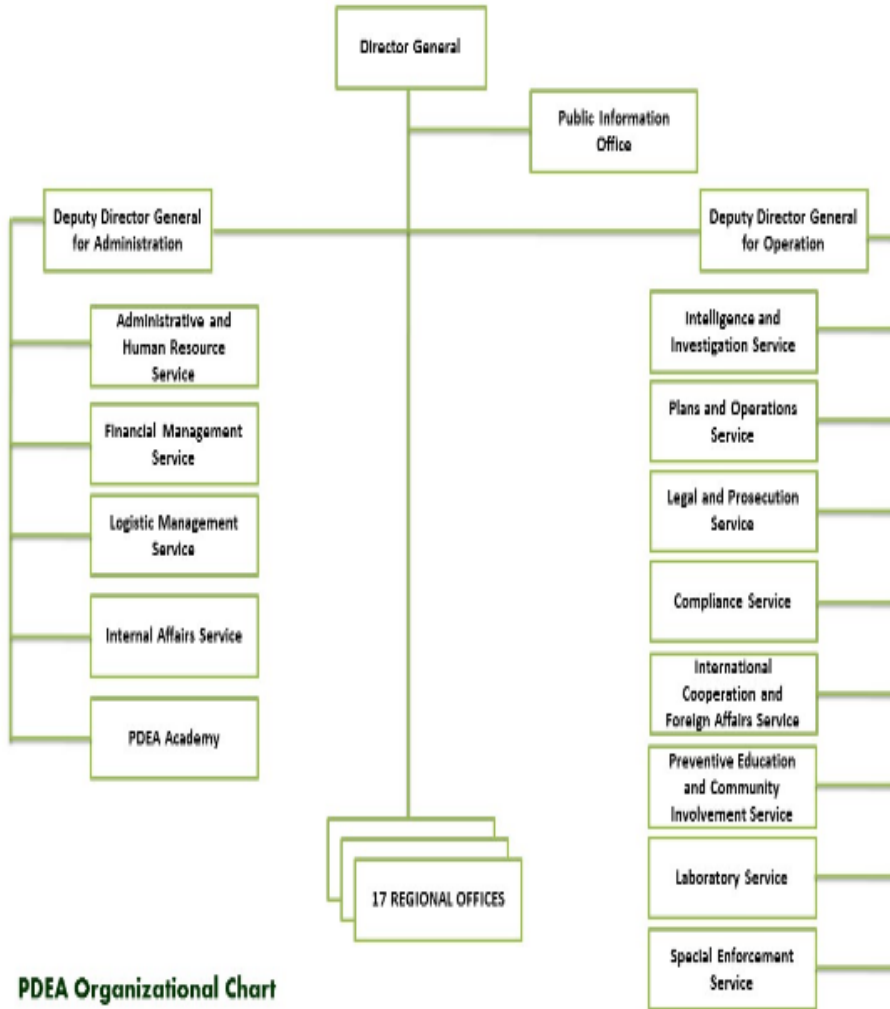 Director General
Public Information
Office
Deputy Director General
for Administration
Deputy Director General
for Operation
Administrative and
Human Resource
Service
Financial Management
Service
Logistic Management
Service
Internal Affairs Service
PDEA Academy
Intelligence and
Investigation Service
Plans and Operations
Service
Legal and Prosecution
Service
Compliance Service
International
Cooperation and
Foreign Affairs Service
Preventive Education
and Community
Involvement Service
Laboratory Service
Special Enforcement
Service
17 REGIONAL OFFICES
PDEA Organizational Chart